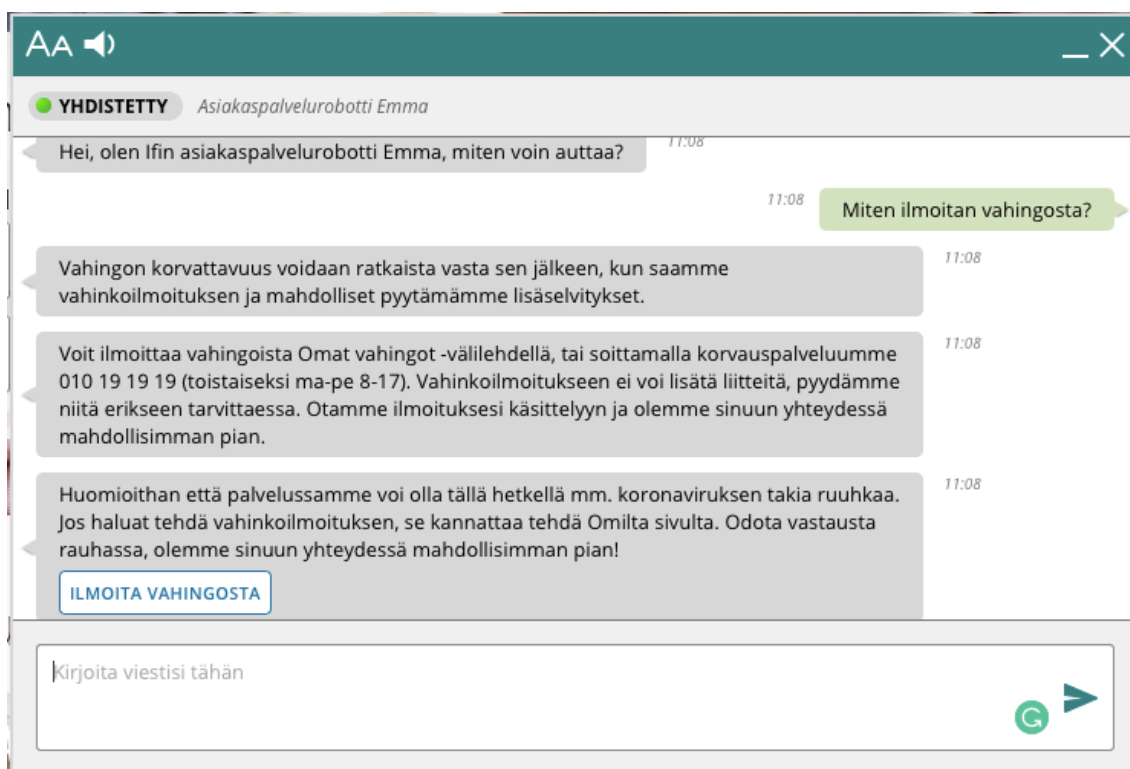 AA
YHDISTETTY Asiakaspalvelurobotti Emma
Hei, olen Ifin asiakaspalvelurobotti Emma, miten voin auttaa? 11:08
11:08 Miten ilmoitan vahingosta?
Vahingon korvattavuus voidaan ratkaista vasta sen jälkeen, kun saamme 11:08
vahinkoilmoituksen ja mahdolliset pyytämämme lisäselvitykset.
Voit ilmoittaa vahingoista Omat vahingot -välilehdellä, tai soittamalla korvauspalveluumme 11:08
010 19 19 19 (toistaiseksi ma-pe 8-17). Vahinkoilmoitukseen ei voi lisätä liitteitä, pyydämme
niitä erikseen tarvittaessa. Otamme ilmoituksesi käsittelyyn ja olemme sinuun yhteydessä
mahdollisimman pian.
Huomioithan että palvelussamme voi olla tällä hetkellä mm. koronaviruksen takia ruuhkaa. 11:08
Jos haluat tehdä vahinkoilmoituksen, se kannattaa tehdä Omilta sivulta. Odota vastausta
rauhassa, olemme sinuun yhteydessä mahdollisimman pian!
ILMOITA VAHINGOSTA
Kirjoita viestisi tähän